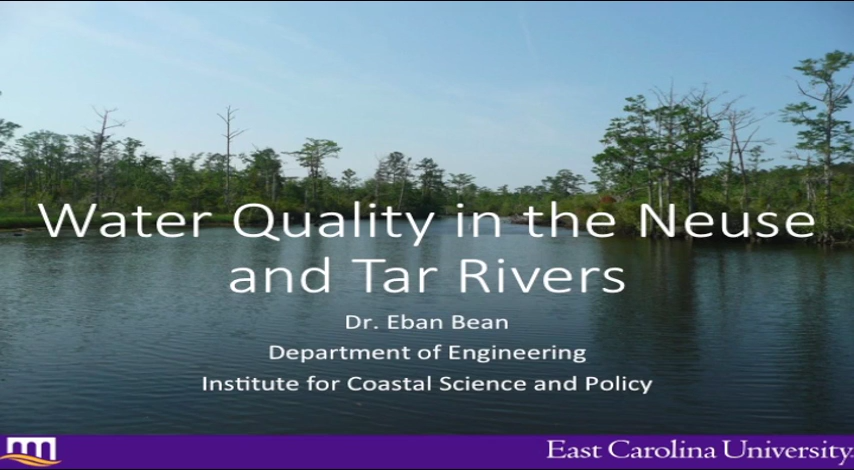 Water Quality in the Neuse
and Tar Rivers
Dr. Eban Bean
Department of Engineering
Institute for Coastal Science and Policy
East Carolina University